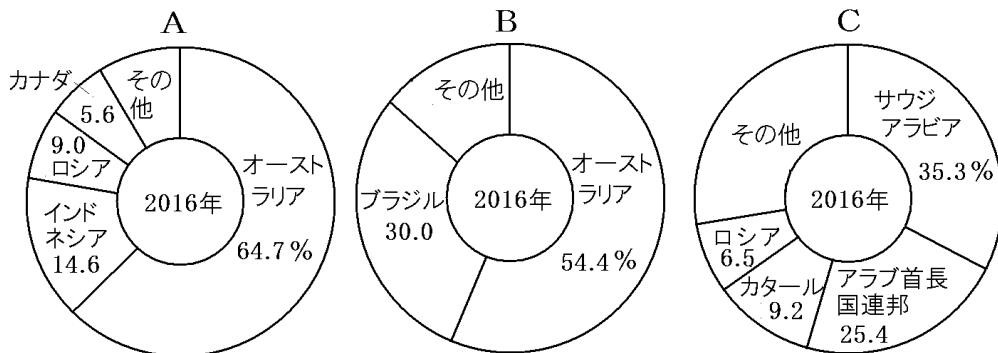 A
カナダ
5.6
その
他
9.0
ロシア
インド
ネシア
14.6
オースト
ラリア
64.7%
2016年
B
その他
ブラジル
30.0
オースト
ラリア
54.4%
2016年
C
その他
サウジ
アラビア
35.3%
ロシア
6.5
カタール
9.2
アラブ首長
国連邦
25.4
2016年